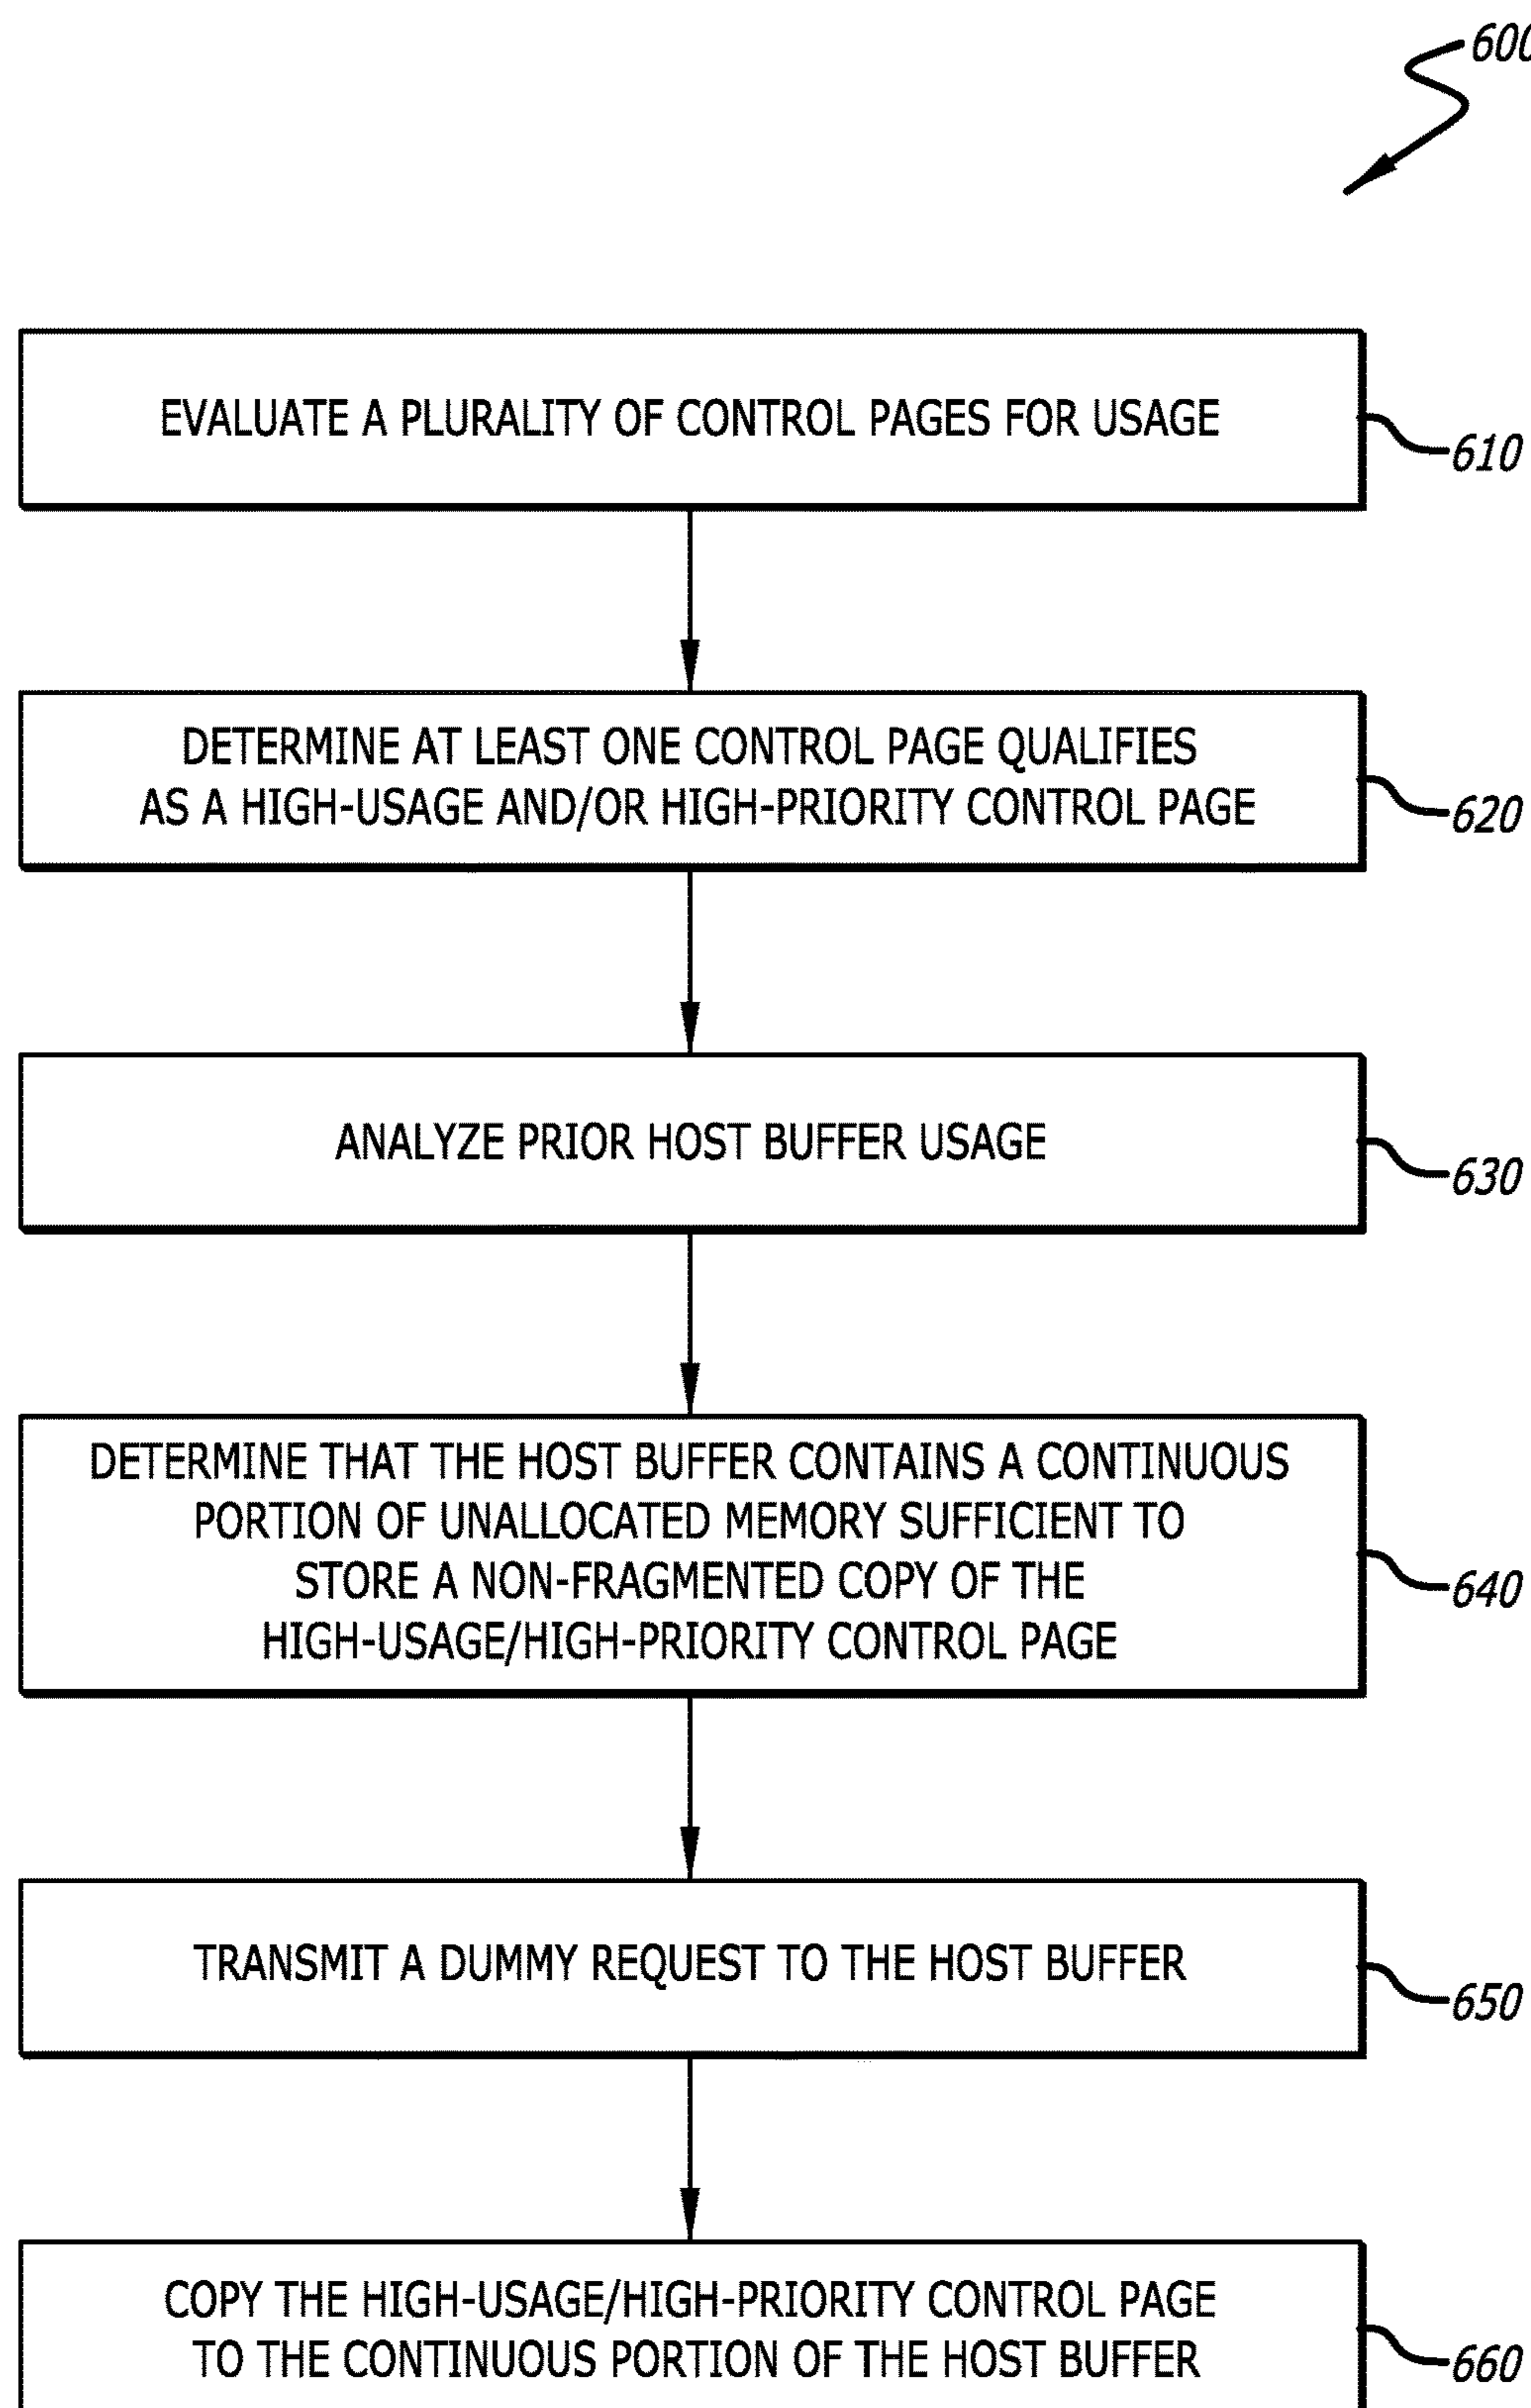 600
EVALUATE A PLURALITY OF CONTROL PAGES FOR USAGE
610
DETERMINE AT LEAST ONE CONTROL PAGE QUALIFIES
AS A HIGH-USAGE AND/OR HIGH-PRIORITY CONTROL PAGE
620
ANALYZE PRIOR HOST BUFFER USAGE
630
DETERMINE THAT THE HOST BUFFER CONTAINS A CONTINUOUS
PORTION OF UNALLOCATED MEMORY SUFFICIENT TO
STORE A NON-FRAGMENTED COPY OF THE
HIGH-USAGE/HIGH-PRIORITY CONTROL PAGE
640
TRANSMIT A DUMMY REQUEST TO THE HOST BUFFER
650
COPY THE HIGH-USAGE/HIGH-PRIORITY CONTROL PAGE
TO THE CONTINUOUS PORTION OF THE HOST BUFFER
660